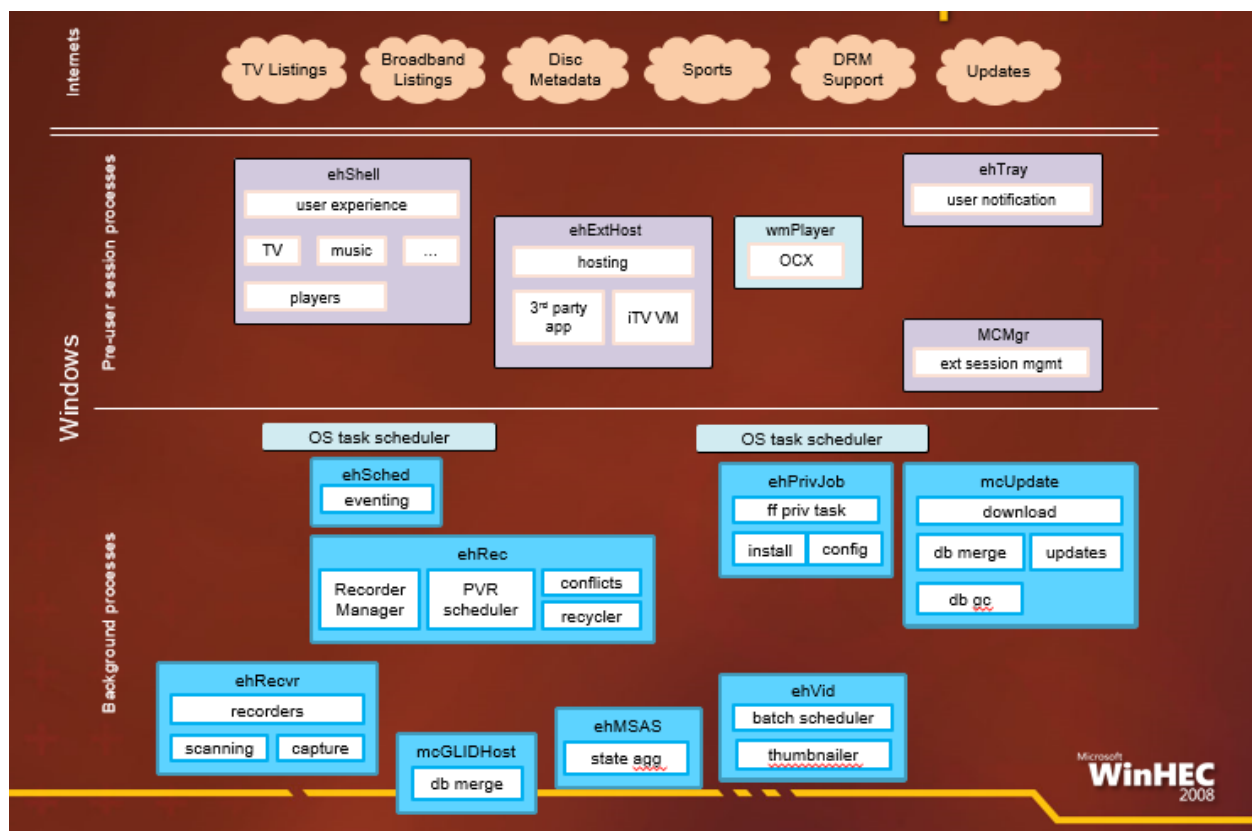 Internets
TV Listings
Broadband
Listings
Disc
Metadata
Sports
DRM
Support
Updates
Windows
Pre-user session processes
ehShell
user experience
TV
music
...
players
ehExtHost
hosting
3rd party
app
iTV VM
wmPlayer
OCX
ehTray
user notification
MCMgr
ext session mgmt
Background processes
OS task scheduler
OS task scheduler
ehSched
eventing
ehPrivJob
ff priv task
install
config
mcUpdate
download
db merge
updates
db gc
ehRec
Recorder
Manager
PVR
scheduler
conflicts
recycler
ehRecvr
recorders
scanning
capture
mcGLIDHost
db merge
ehMSAS
state agg
ehVid
batch scheduler
thumbnailer
Microsoft
WinHEC
2008